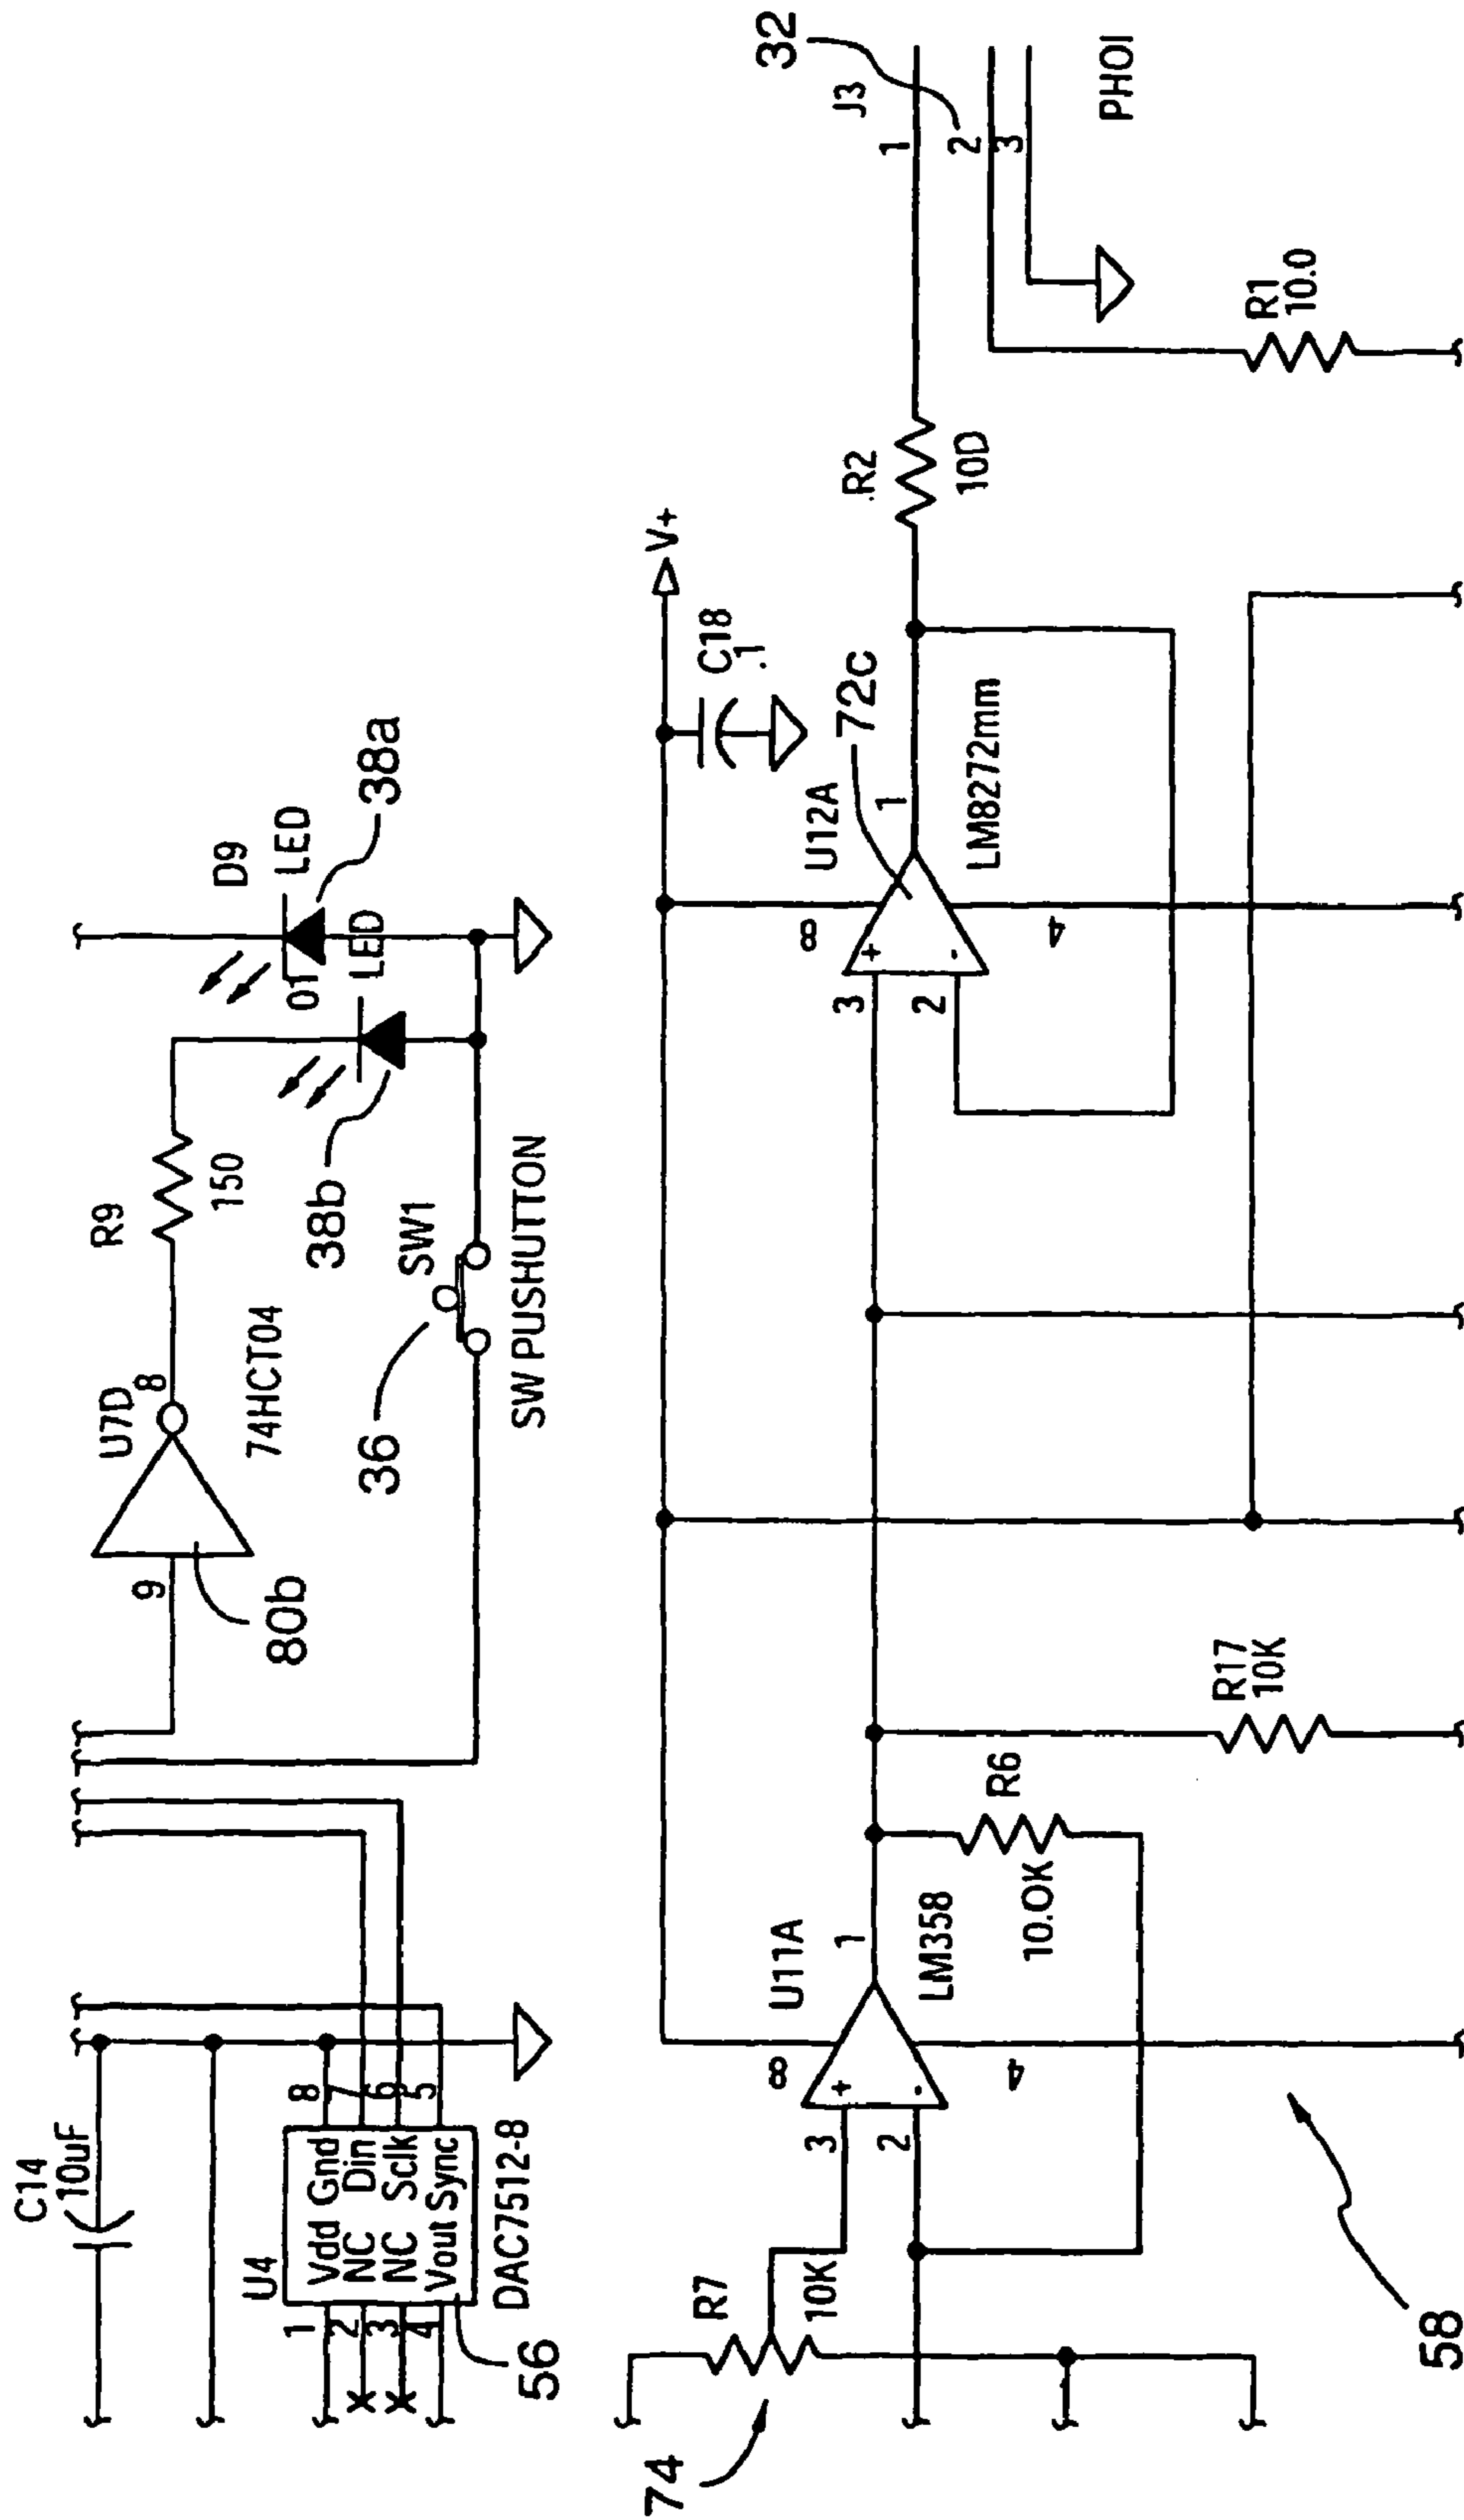 C14
10uF
U4
1
2
3
4
Vdd Gnd
NC Din
NC Sclk
Vout Sync
8
7
6
5
DAC7512-8
56
9
80b
U7D
8
74HCT04
R9
150
D9
LED
38a
D1
LED
38b
36
SW1
SW PUSHUTTON
74
R7
10K
3
2
+
-
8
4
U11A
1
LM358
R6
10.0K
R17
10K
58
3
2
+
-
8
4
U12A
1
72c
LM8272mm
C18
.1
V+
R2
10D
J3
1
2
3
32
PHO1
R1
10.0